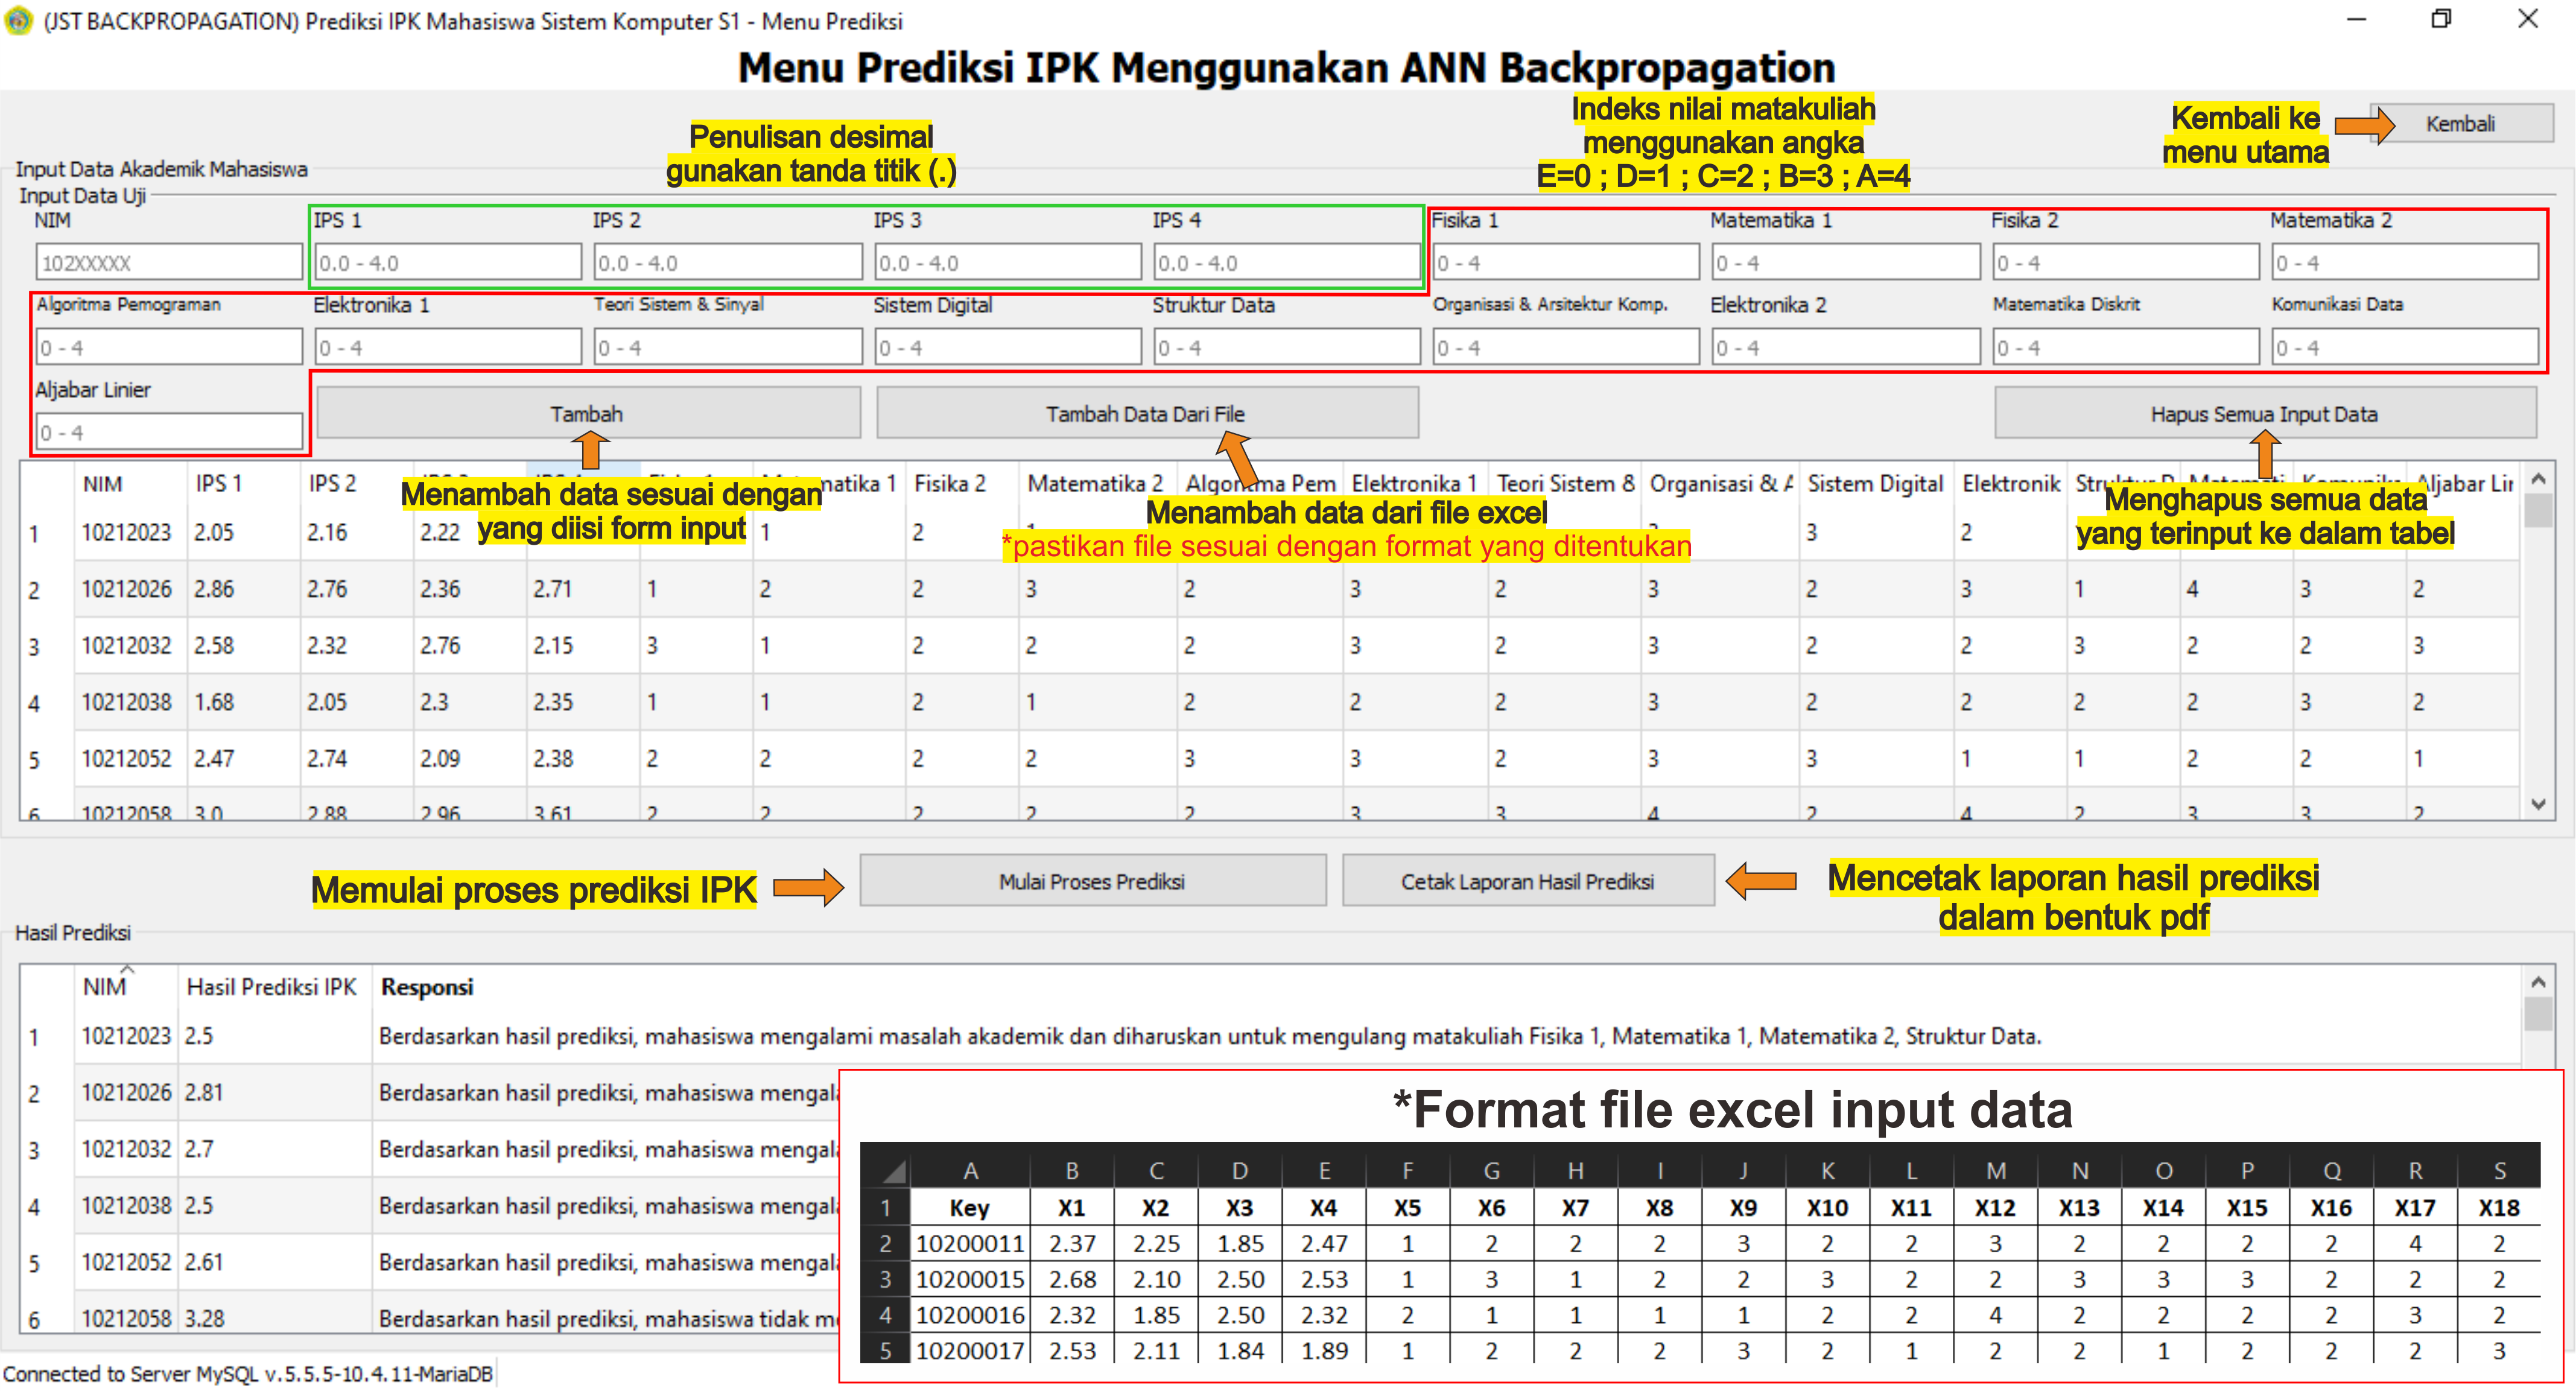 (JST BACKPROPAGATION) Prediksi IPK Mahasiswa Sistem Komputer S1 - Menu Prediksi
Menu Prediksi IPK Menggunakan ANN Backpropagation
Penulisan desimal
gunakan tanda titik (.)
Indeks nilai matakuliah
menggunakan angka
E=0 ; D=1 ; C=2 ; B=3 ; A=4
Kembali ke
menu utama
Kembali
Input Data Akademik Mahasiswa
Input Data Uji
NIM IPS 1 IPS 2 IPS 3 IPS 4 Fisika 1 Matematika 1 Fisika 2 Matematika 2
102XXXXX 0.0 - 4.0 0.0 - 4.0 0.0 - 4.0 0.0 - 4.0 0 - 4 0 - 4 0 - 4 0 - 4
Algoritma Pemograman Elektronika 1 Teori Sistem & Sinyal Sistem Digital Struktur Data Organisasi & Arsitektur Komp. Elektronika 2 Matematika Diskrit Komunikasi Data
0 - 4 0 - 4 0 - 4 0 - 4 0 - 4 0 - 4 0 - 4 0 - 4 0 - 4
Aljabar Linier
0 - 4
Tambah Tambah Data Dari File Hapus Semua Input Data
NIM IPS 1 IPS 2 matika 1 Fisika 2 Matematika 2 Algoritma Pem Elektronika 1 Teori Sistem & Organisasi & A Sistem Digital Elektronik Aljabar Lir
Menambah data sesuai dengan
yang diisi form input
Menambah data dari file excel
*pastikan file sesuai dengan format yang ditentukan
Menghapus semua data
yang terinput ke dalam tabel
1 10212023 2.05 2.16 2.22 1 2 3 2
2 10212026 2.86 2.76 2.36 2.71 1 2 2 3 2 3 2 3 2 3 1 4 3 2
3 10212032 2.58 2.32 2.76 2.15 3 1 2 2 2 3 2 3 2 2 3 2 2 3
4 10212038 1.68 2.05 2.3 2.35 1 1 2 1 2 2 2 3 2 2 2 2 3 2
5 10212052 2.47 2.74 2.09 2.38 2 2 2 2 3 3 2 3 3 1 1 2 2 1
6 10212058 3.0 2.88 2.96 3.61 2 2 2 2 2 3 3 4 2 4 2 3 3 2
Memulai proses prediksi IPK
Mulai Proses Prediksi
Cetak Laporan Hasil Prediksi
Mencetak laporan hasil prediksi
dalam bentuk pdf
Hasil Prediksi
NIM Hasil Prediksi IPK Responsi
1 10212023 2.5 Berdasarkan hasil prediksi, mahasiswa mengalami masalah akademik dan diharuskan untuk mengulang matakuliah Fisika 1, Matematika 1, Matematika 2, Struktur Data.
2 10212026 2.81 Berdasarkan hasil prediksi, mahasiswa mengala
3 10212032 2.7 Berdasarkan hasil prediksi, mahasiswa mengala
4 10212038 2.5 Berdasarkan hasil prediksi, mahasiswa mengala
5 10212052 2.61 Berdasarkan hasil prediksi, mahasiswa mengala
6 10212058 3.28 Berdasarkan hasil prediksi, mahasiswa tidak m
*Format file excel input data
A B C D E F G H I J K L M N O P Q R S
1 Key X1 X2 X3 X4 X5 X6 X7 X8 X9 X10 X11 X12 X13 X14 X15 X16 X17 X18
2 10200011 2.37 2.25 1.85 2.47 1 2 2 2 3 2 2 3 2 2 2 2 4 2
3 10200015 2.68 2.10 2.50 2.53 1 3 1 2 2 3 2 2 3 3 3 2 2 2
4 10200016 2.32 1.85 2.50 2.32 2 1 1 1 1 2 2 4 2 2 2 2 3 2
5 10200017 2.53 2.11 1.84 1.89 1 2 2 2 3 2 1 2 2 1 2 2 2 3
Connected to Server MySQL v.5.5.5-10.4.11-MariaDB